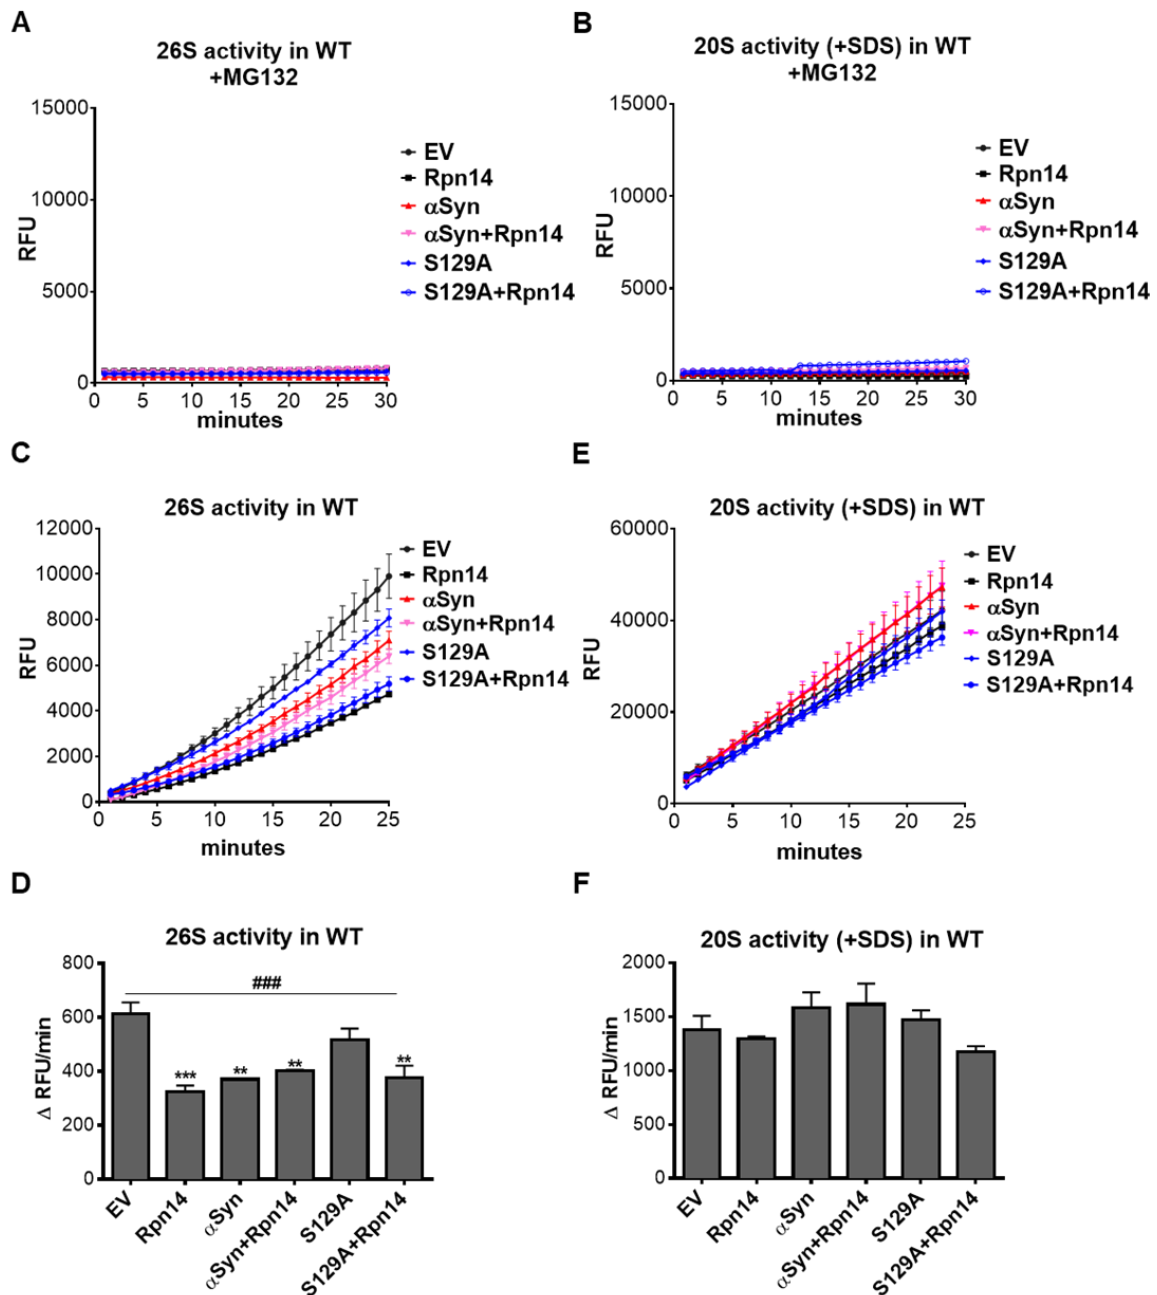 A
26S activity in WT
+MG132
15000
10000
5000
0
RFU
0 5 10 15 20 25 30
minutes
EV
Rpn14
αSyn
αSyn+Rpn14
S129A
S129A+Rpn14
B
20S activity (+SDS) in WT
+MG132
15000
10000
5000
0
RFU
0 5 10 15 20 25 30
minutes
EV
Rpn14
αSyn
αSyn+Rpn14
S129A
S129A+Rpn14
C
26S activity in WT
12000
10000
8000
6000
4000
2000
0
RFU
0 5 10 15 20 25
minutes
EV
Rpn14
αSyn
αSyn+Rpn14
S129A
S129A+Rpn14
E
20S activity (+SDS) in WT
60000
40000
20000
0
RFU
0 5 10 15 20 25
minutes
EV
Rpn14
αSyn
αSyn+Rpn14
S129A
S129A+Rpn14
D
26S activity in WT
800
600
400
200
0
Δ RFU/min
###
*** ** ** **
EV Rpn14 αSyn αSyn+Rpn14 S129A S129A+Rpn14
F
20S activity (+SDS) in WT
2000
1500
1000
500
0
Δ RFU/min
EV Rpn14 αSyn αSyn+Rpn14 S129A S129A+Rpn14